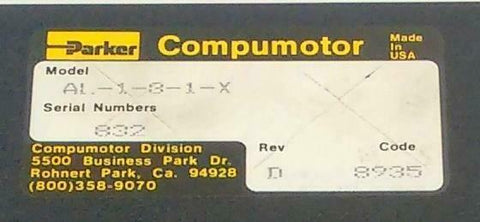 Parker Compumotor Made In USA
Model
AL-1-8-1-X
Serial Numbers
832
Compumotor Division
5500 Business Park Dr.
Rohnert Park, Ca. 94928
(800)358-9070
Rev Code
D 8935